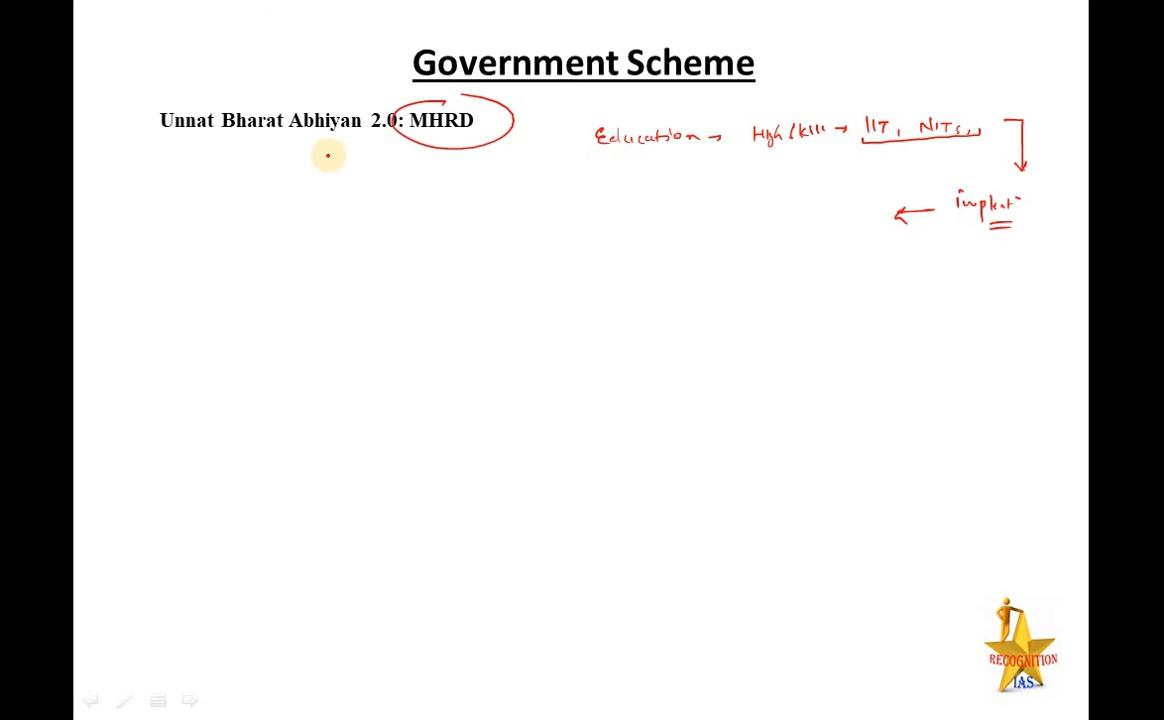 Government Scheme
Unnat Bharat Abhiyan 2.0: MHRD
Education → High skill → IIT, NITs,
←
RECOGNITION
IAS